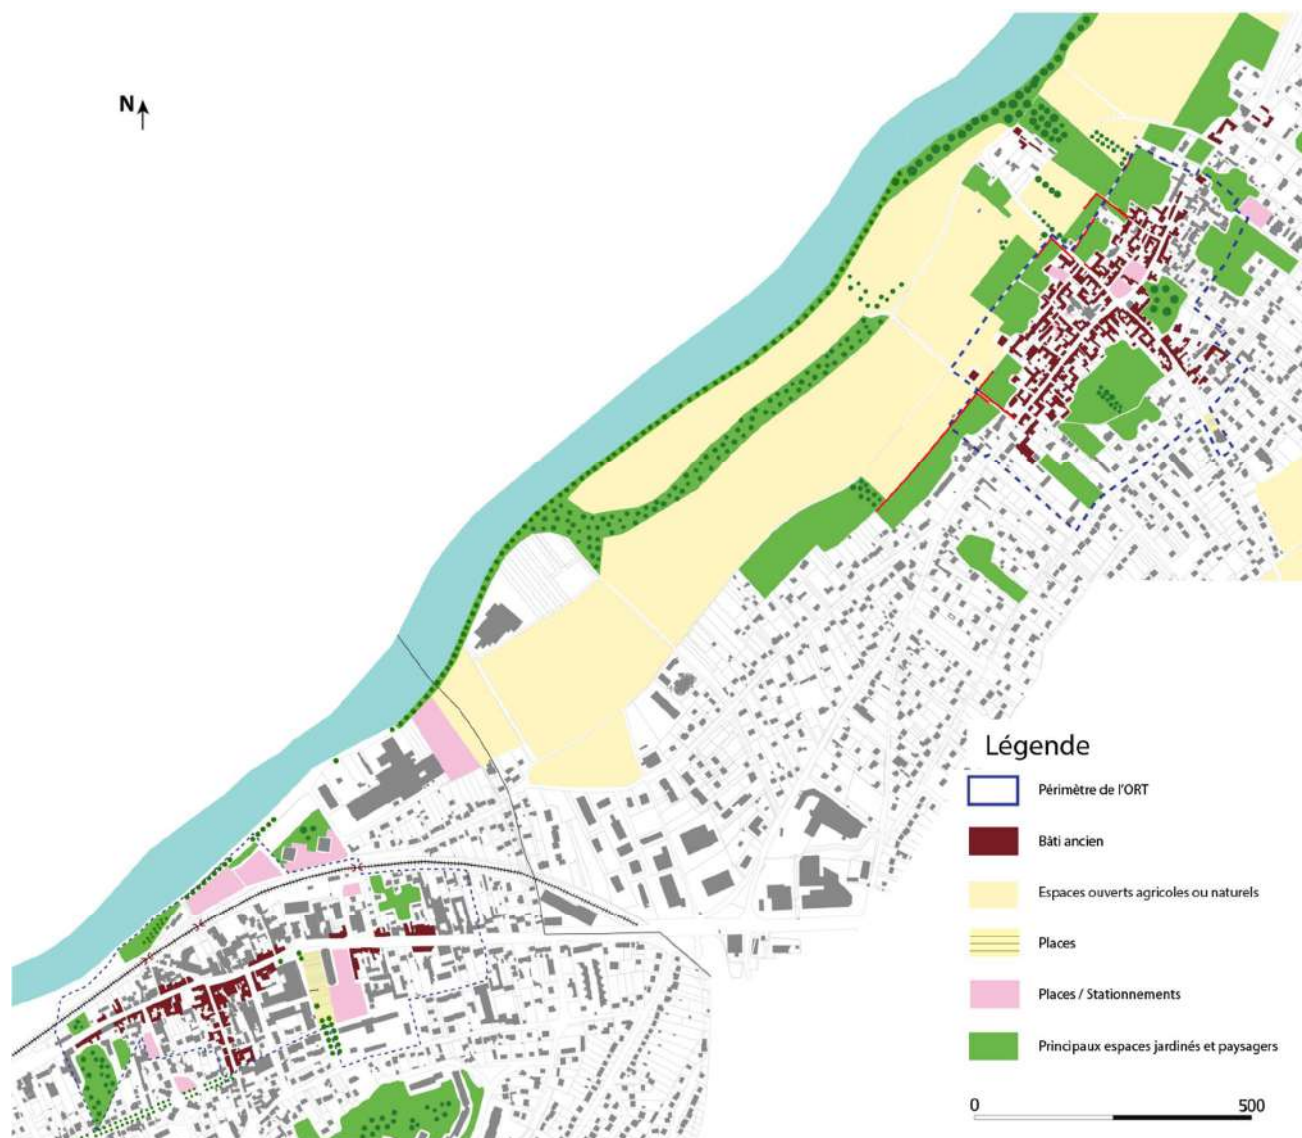 N
Légende
Périmètre de l'ORT
Bâti ancien
Espaces ouverts agricoles ou naturels
Places
Places / Stationnements
Principaux espaces jardinés et paysagers
0 500